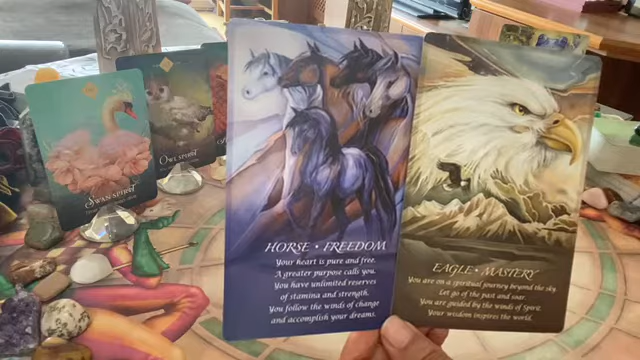 SWAN SPIRIT
OWL SPIRIT
HORSE • FREEDOM
Your heart is pure and free.
A greater purpose calls you.
You have unlimited reserves
of stamina and strength.
You follow the winds of change
and accomplish your dreams.
EAGLE • MASTERY
You are on a spiritual journey beyond the sky.
Let go of the past and soar.
You are guided by the winds of Spirit.
Your wisdom inspires the world.